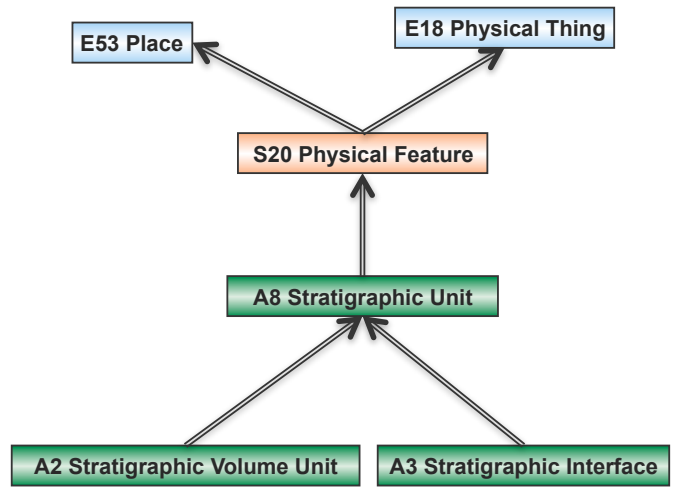 E53 Place
E18 Physical Thing
S20 Physical Feature
A8 Stratigraphic Unit
A2 Stratigraphic Volume Unit
A3 Stratigraphic Interface